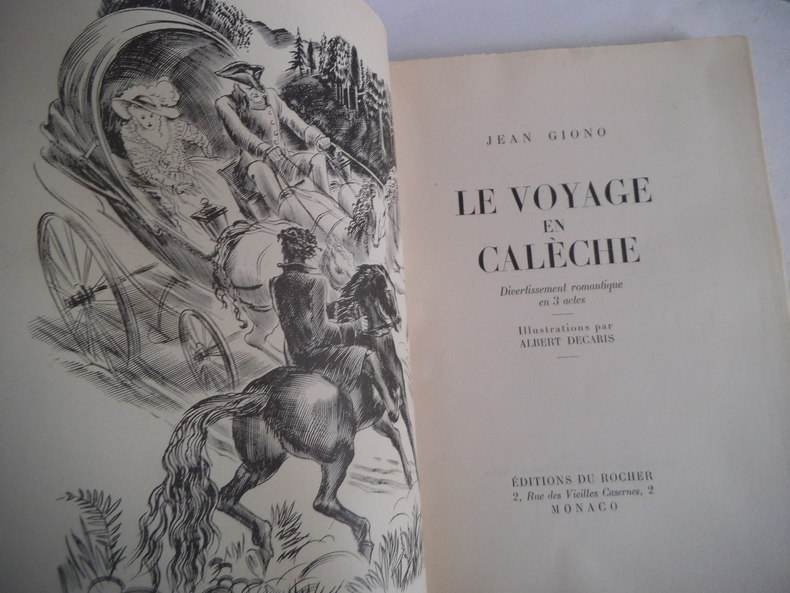 JEAN GIONO
LE VOYAGE
EN
CALÈCHE
Divertissement romantique
en 3 actes
Illustrations par
ALBERT DECARIS
ÉDITIONS DU ROCHER
2, Rue des Vieilles Casernes, 2
MONACO